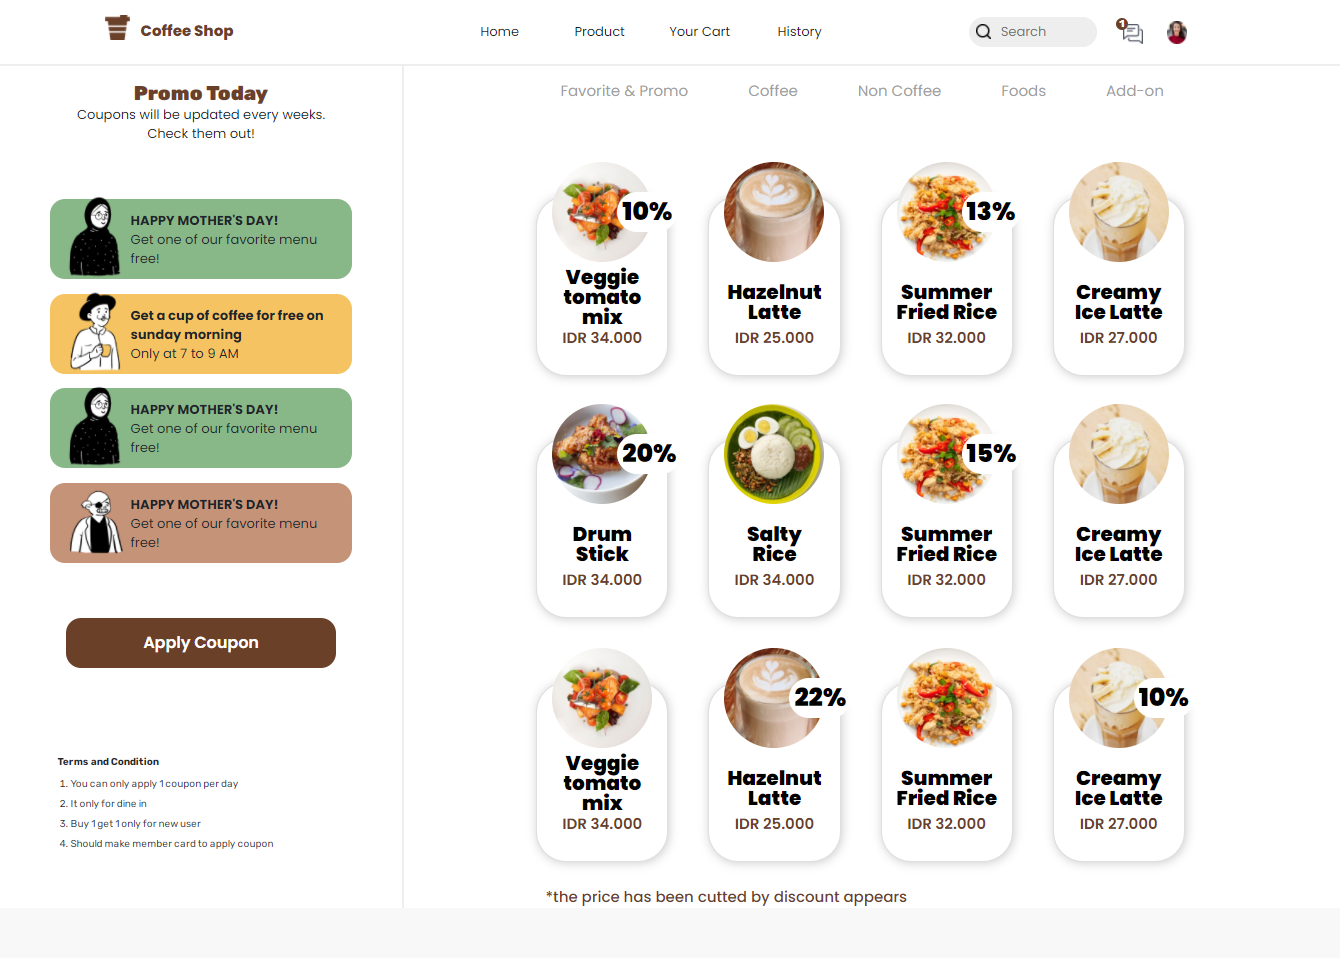 Coffee Shop
Home
Product
Your Cart
History
Search
1
Promo Today
Coupons will be updated every weeks.
Check them out!
HAPPY MOTHER'S DAY!
Get one of our favorite menu
free!
Get a cup of coffee for free on
sunday morning
Only at 7 to 9 AM
HAPPY MOTHER'S DAY!
Get one of our favorite menu
free!
HAPPY MOTHER'S DAY!
Get one of our favorite menu
free!
Apply Coupon
Terms and Condition
1. You can only apply 1 coupon per day
2. It only for dine in
3. Buy 1 get 1 only for new user
4. Should make member card to apply coupon
Favorite & Promo
Coffee
Non Coffee
Foods
Add-on
10%
Veggie
tomato
mix
IDR 34.000
Hazelnut
Latte
IDR 25.000
13%
Summer
Fried Rice
IDR 32.000
Creamy
Ice Latte
IDR 27.000
20%
Drum
Stick
IDR 34.000
Salty
Rice
IDR 34.000
15%
Summer
Fried Rice
IDR 32.000
Creamy
Ice Latte
IDR 27.000
Veggie
tomato
mix
IDR 34.000
22%
Hazelnut
Latte
IDR 25.000
Summer
Fried Rice
IDR 32.000
10%
Creamy
Ice Latte
IDR 27.000
*the price has been cutted by discount appears